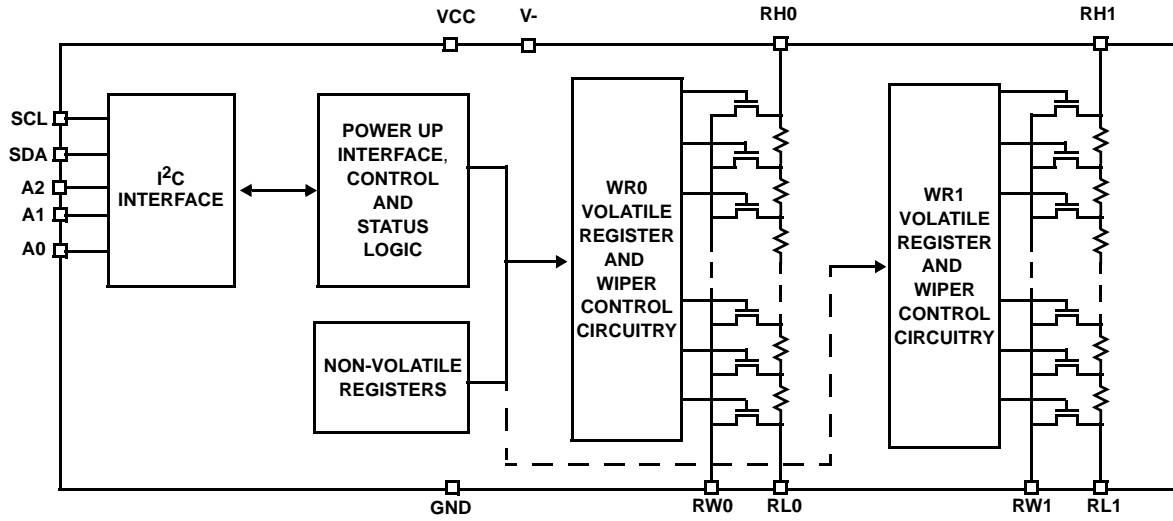 VCC
V-
RH0
RH1
SCL
SDA
A2
A1
A0
I²C
INTERFACE
POWER UP
INTERFACE,
CONTROL
AND
STATUS
LOGIC
NON-VOLATILE
REGISTERS
WR0
VOLATILE
REGISTER
AND
WIPER
CONTROL
CIRCUITRY
WR1
VOLATILE
REGISTER
AND
WIPER
CONTROL
CIRCUITRY
GND
RW0
RL0
RW1
RL1